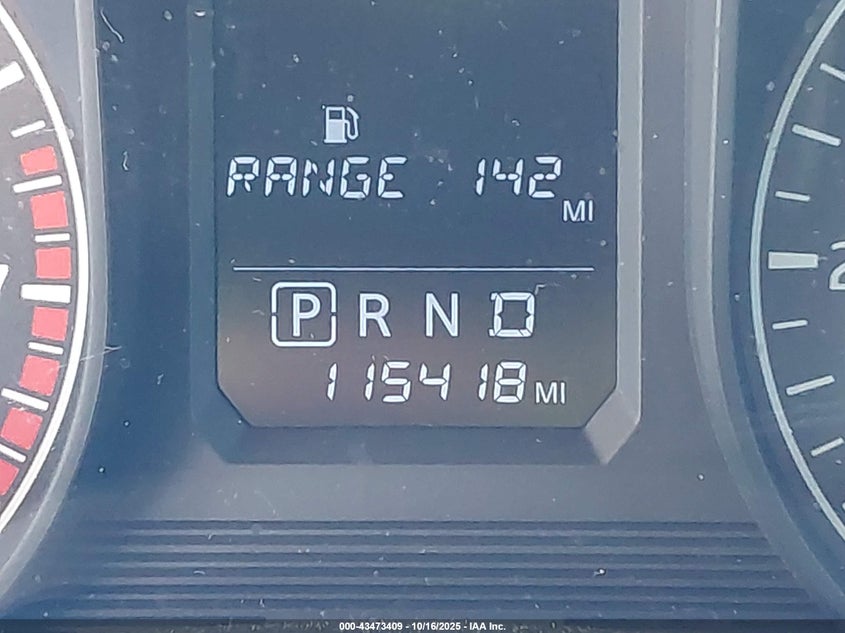 RANGE 142
MI
P R N D
115418 MI
000-43473409 - 10/16/2025 - IAA Inc.